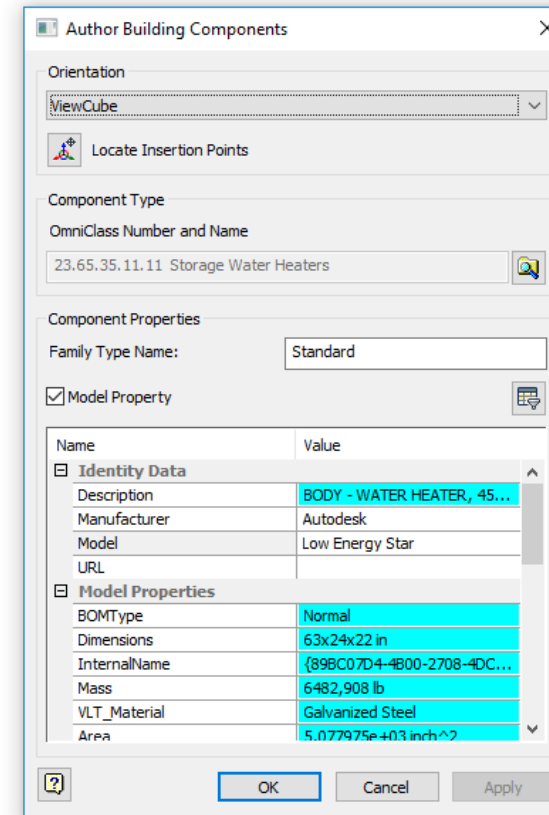 Author Building Components
Orientation
ViewCube
Locate Insertion Points
Component Type
OmniClass Number and Name
23.65.35.11.11 Storage Water Heaters
Component Properties
Family Type Name: Standard
Model Property
Name Value
Identity Data
Description BODY - WATER HEATER, 45...
Manufacturer Autodesk
Model Low Energy Star
URL
Model Properties
BOMType Normal
Dimensions 63x24x22 in
InternalName {89BC07D4-4B00-2708-4DC...
Mass 6482,908 lb
VLT_Material Galvanized Steel
Area 5.077975e+03 inch^2
OK Cancel Apply